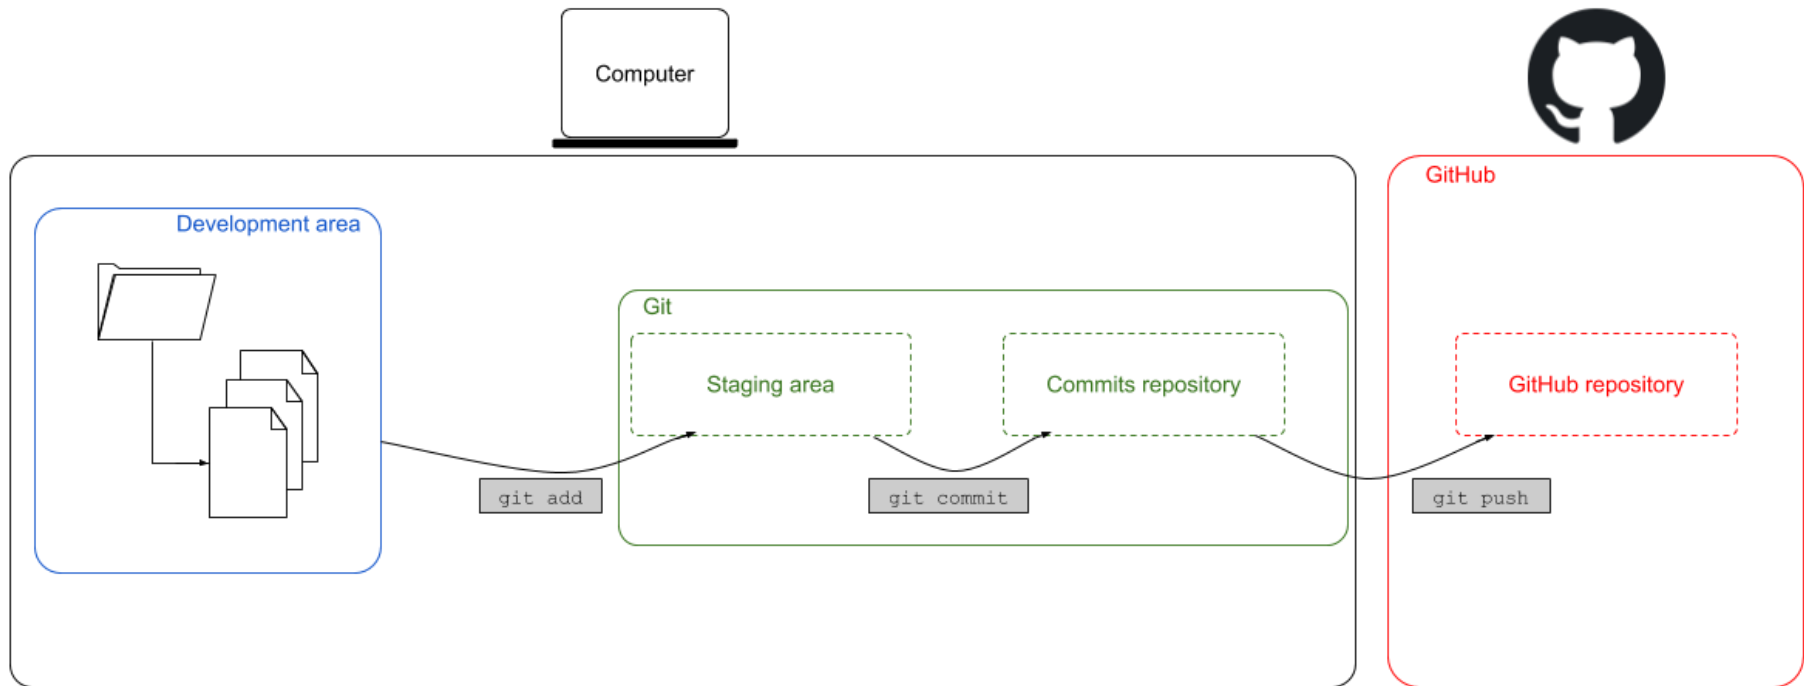 Computer
GitHub
Development area
Git
Staging area
Commits repository
GitHub repository
git add
git commit
git push